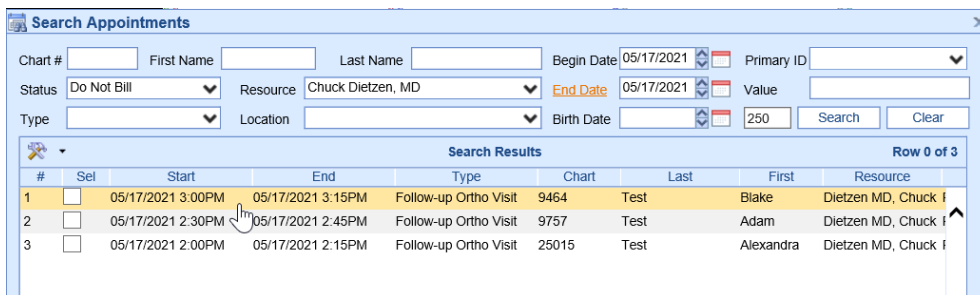 Search Appointments
Chart # First Name Last Name Begin Date 05/17/2021 Primary ID
Status Do Not Bill Resource Chuck Dietzen, MD End Date 05/17/2021 Value
Type Location Birth Date 250 Search Clear
Search Results Row 0 of 3
# Sel Start End Type Chart Last First Resource
1 05/17/2021 3:00PM 05/17/2021 3:15PM Follow-up Ortho Visit 9464 Test Blake Dietzen MD, Chuck
2 05/17/2021 2:30PM 05/17/2021 2:45PM Follow-up Ortho Visit 9757 Test Adam Dietzen MD, Chuck
3 05/17/2021 2:00PM 05/17/2021 2:15PM Follow-up Ortho Visit 25015 Test Alexandra Dietzen MD, Chuck